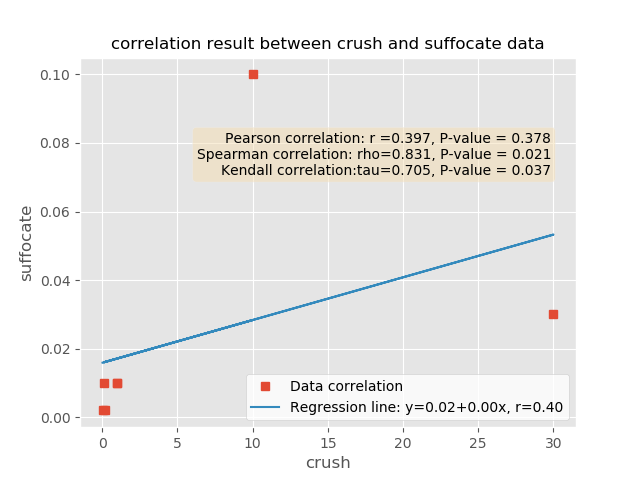 correlation result between crush and suffocate data
0.10
0.08
0.06
0.04
0.02
0.00
suffocate
Pearson correlation: r =0.397, P-value = 0.378
Spearman correlation: rho=0.831, P-value = 0.021
Kendall correlation:tau=0.705, P-value = 0.037
Data correlation
Regression line: y=0.02+0.00x, r=0.40
0 5 10 15 20 25 30
crush